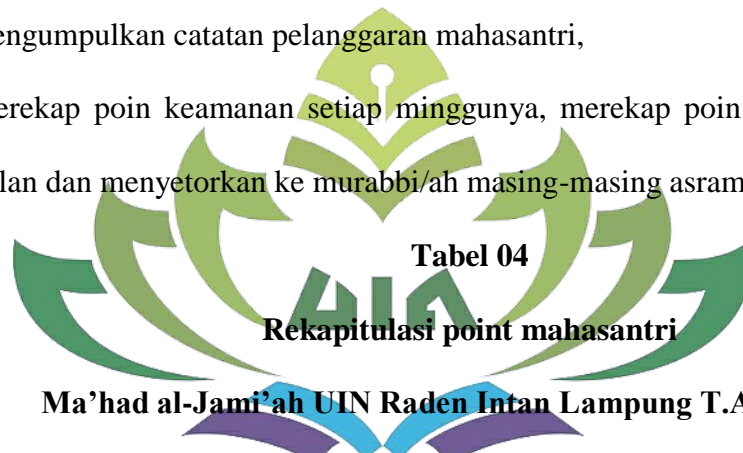 engumpulkan catatan pelanggaran mahasantri,
erekap poin keamanan setiap minggunya, merekap poin
lan dan menyetorkan ke murabbi/ah masing-masing asram
Tabel 04
UIN
Rekapitulasi point mahasantri
Ma’had al-Jami’ah UIN Raden Intan Lampung T.A